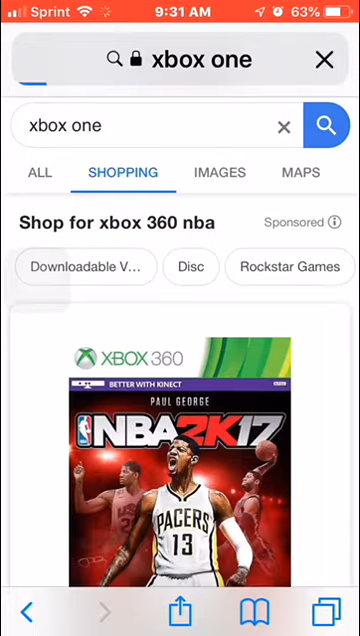 Sprint 9:31 AM 63%
xbox one
xbox one
ALL SHOPPING IMAGES MAPS
Shop for xbox 360 nba Sponsored
Downloadable V... Disc Rockstar Games
XBOX 360
BETTER WITH KINECT
PAUL GEORGE
NBA2K17
USA
PACERS
13